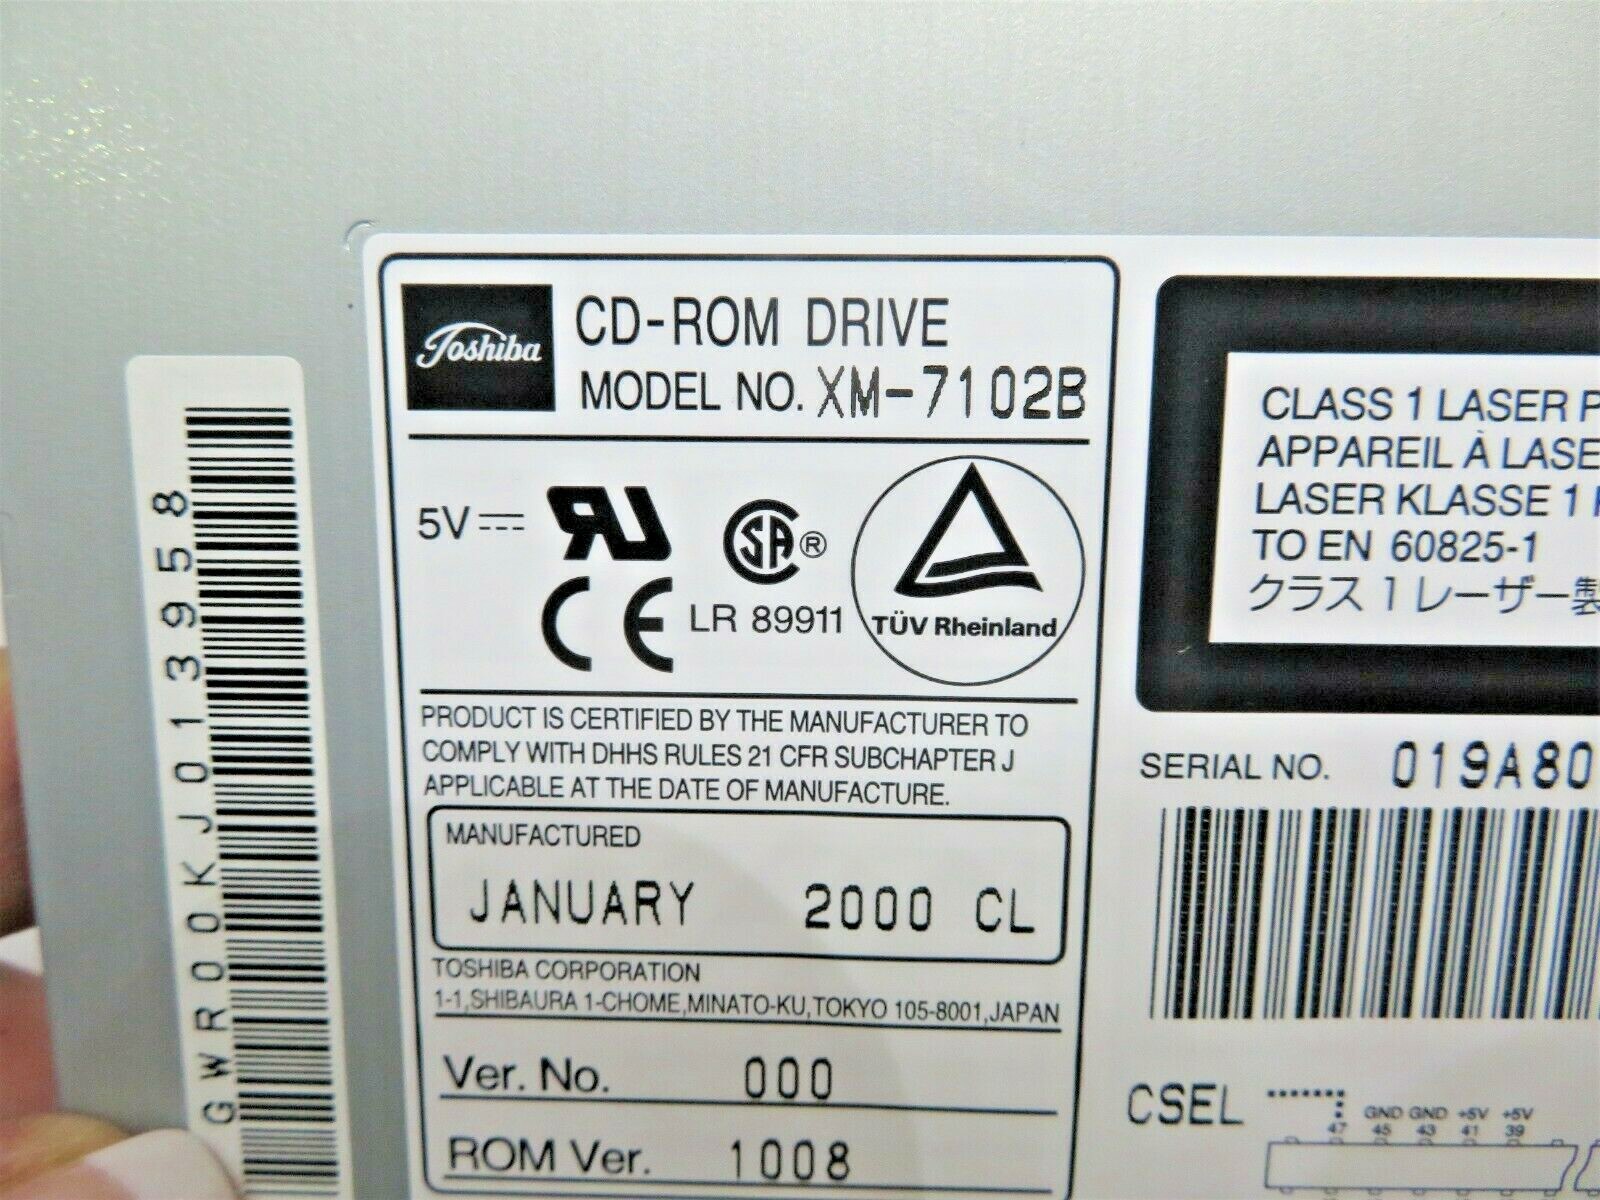 Toshiba
CD-ROM DRIVE
MODEL NO. XM-7102B
5V
LR 89911
TÜV Rheinland
PRODUCT IS CERTIFIED BY THE MANUFACTURER TO
COMPLY WITH DHHS RULES 21 CFR SUBCHAPTER J
APPLICABLE AT THE DATE OF MANUFACTURE.
MANUFACTURED
JANUARY 2000 CL
TOSHIBA CORPORATION
1-1,SHIBAURA 1-CHOME,MINATO-KU,TOKYO 105-8001,JAPAN
Ver. No. 000
ROM Ver. 1008
GWR00KJ013958
CLASS 1 LASER
APPAREIL À
LASER KLASSE 1
TO EN 60825-1
クラス 1 レーザー製
SERIAL NO. 019A80
CSEL
GND GND +5V +5V
47 45 43 41 39